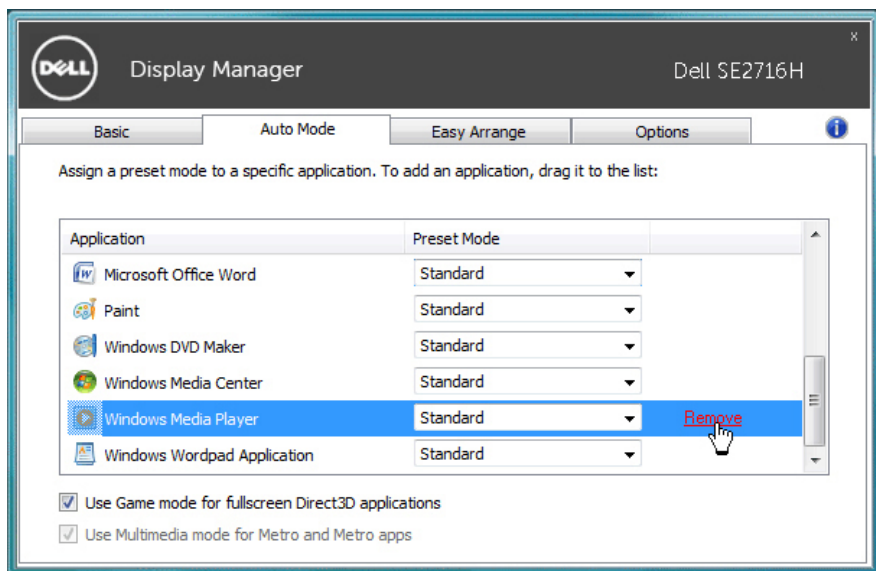 DELL Display Manager Dell SE2716H x
Basic Auto Mode Easy Arrange Options i
Assign a preset mode to a specific application. To add an application, drag it to the list:
Application Preset Mode
W Microsoft Office Word Standard
Paint Standard
Windows DVD Maker Standard
Windows Media Center Standard
Windows Media Player Standard Remove
Windows Wordpad Application Standard
Use Game mode for fullscreen Direct3D applications
Use Multimedia mode for Metro and Metro apps